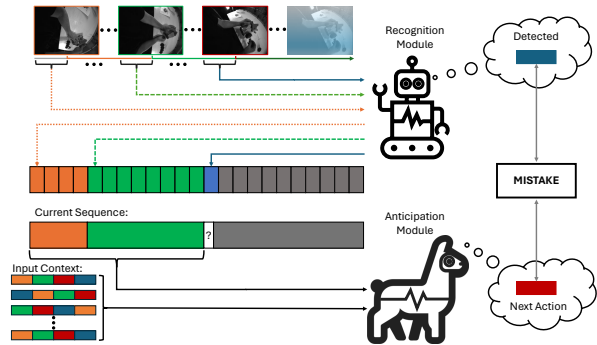 Recognition
Module
Detected
MISTAKE
Current Sequence:
?
Anticipation
Module
Input Context:
Next Action